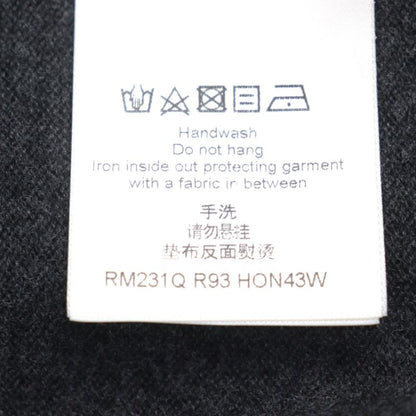 Handwash
Do not hang
Iron inside out protecting garment
with a fabric in between
手洗
请勿悬挂
垫布反面熨烫
RM231Q R93 HON43W